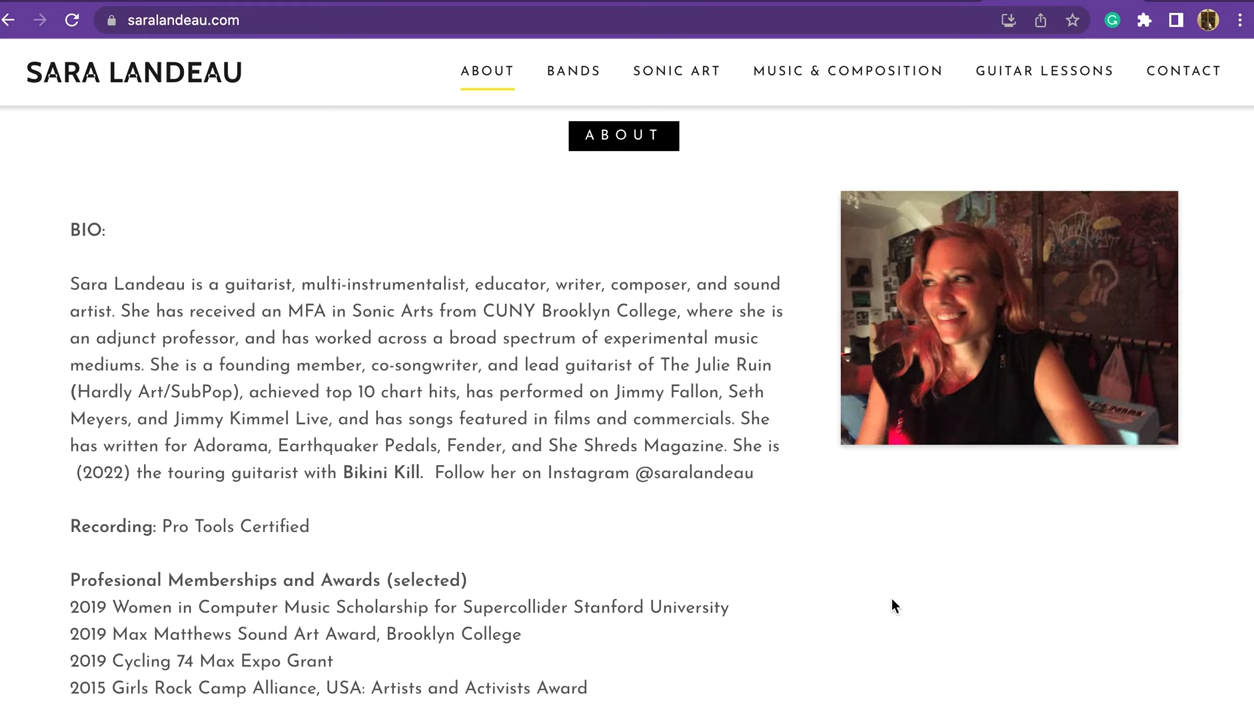 saralandeau.com
SARA LANDEAU
ABOUT BANDS SONIC ART MUSIC & COMPOSITION GUITAR LESSONS CONTACT
ABOUT
BIO:
Sara Landeau is a guitarist, multi-instrumentalist, educator, writer, composer, and sound
artist. She has received an MFA in Sonic Arts from CUNY Brooklyn College, where she is
an adjunct professor, and has worked across a broad spectrum of experimental music
mediums. She is a founding member, co-songwriter, and lead guitarist of The Julie Ruin
(Hardly Art/SubPop), achieved top 10 chart hits, has performed on Jimmy Fallon, Seth
Meyers, and Jimmy Kimmel Live, and has songs featured in films and commercials. She
has written for Adorama, Earthquaker Pedals, Fender, and She Shreds Magazine. She is
(2022) the touring guitarist with Bikini Kill. Follow her on Instagram @saralandeau
Recording: Pro Tools Certified
Profesional Memberships and Awards (selected)
2019 Women in Computer Music Scholarship for Supercollider Stanford University
2019 Max Matthews Sound Art Award, Brooklyn College
2019 Cycling 74 Max Expo Grant
2015 Girls Rock Camp Alliance, USA: Artists and Activists Award